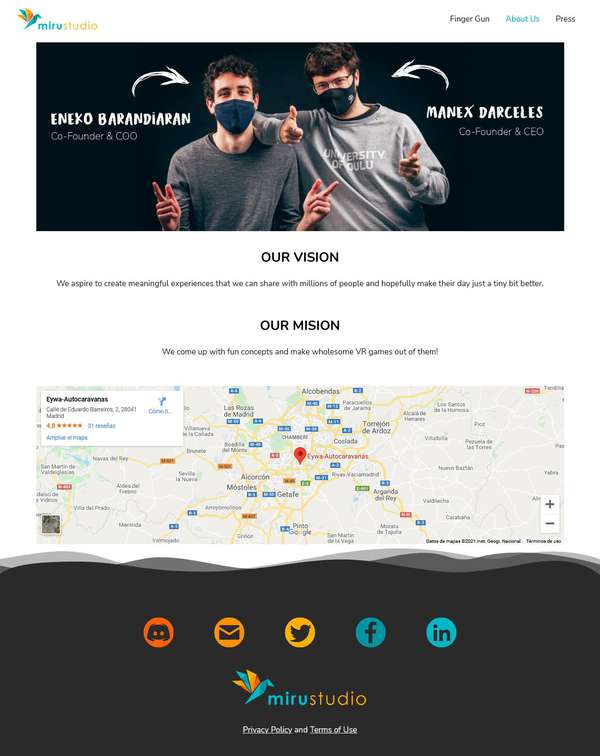 mirustudio
Finger Gun
About Us
Press
ENEKO BARANDIARAN
Co-Founder & COO
MANEX DARCELES
Co-Founder & CEO
UNIVERSITY
OF OULU
OUR VISION
We aspire to create meaningful experiences that we can share with millions of people and hopefully make their day just a tiny bit better.
OUR MISION
We come up with fun concepts and make wholesome VR games out of them!
Eywa-Autocaravanas
Calle de Eduardo Barreiros, 2, 28041
Madrid
4,8 ★★★★★ 31 reseñas
Ampliar el mapa
Cómo ll...
Alcobendas
Las Rozas
de Madrid
Paracuellos
de Jarama
Los Santos de
la Humosa
Villanueva
de la Cañada
Torrejón
de Ardoz
Alcalá de
Henares
CHAMBERÍ
Boadilla
del Monte
Coslada
Pezuela de
las Torres
San Martín de
Valdeiglesias
Navas del Rey
Sevilla
la Nueva
Eywa-Autocaravanas
Rivas-Vaciamadrid
Nuevo Baztán
Alcorcón
Móstoles
Aldea del Fresno
Getafe
Arganda
del Rey
Valdilecha
Orusco
Villa del Prado
Arroyomolinos
Carabaña
Méntrida
Pinto
Google
Morata
de Tajuña
Valmojado
Griñón
San Martín
de la Vega
Datos de mapas ©2021 Inst. Geogr. Nacional
Términos de uso
mirustudio
Privacy Policy and Terms of Use